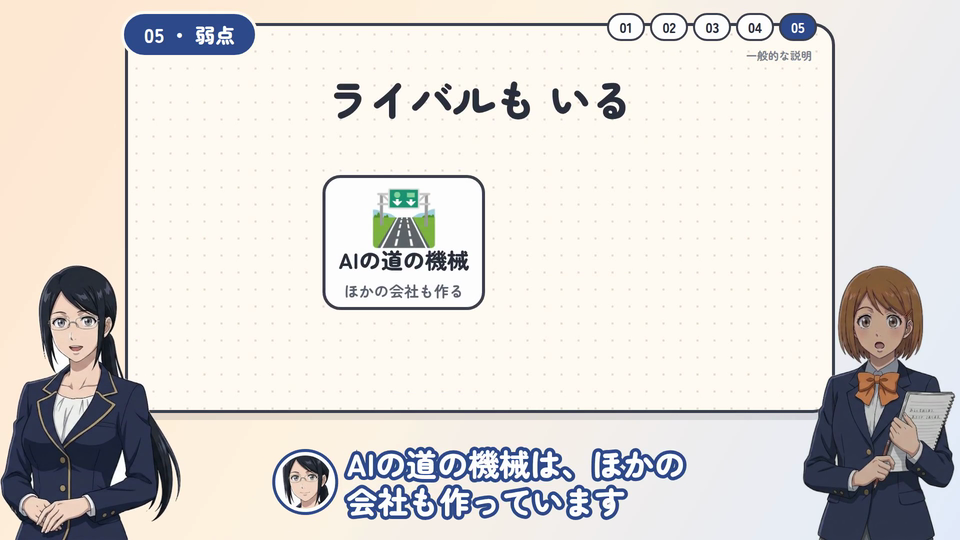 05 ・ 弱点
01 02 03 04 05
一般的な説明
ライバルも いる
AIの道の機械
ほかの会社も作る
AIの道の機械は、ほかの
会社も作っています